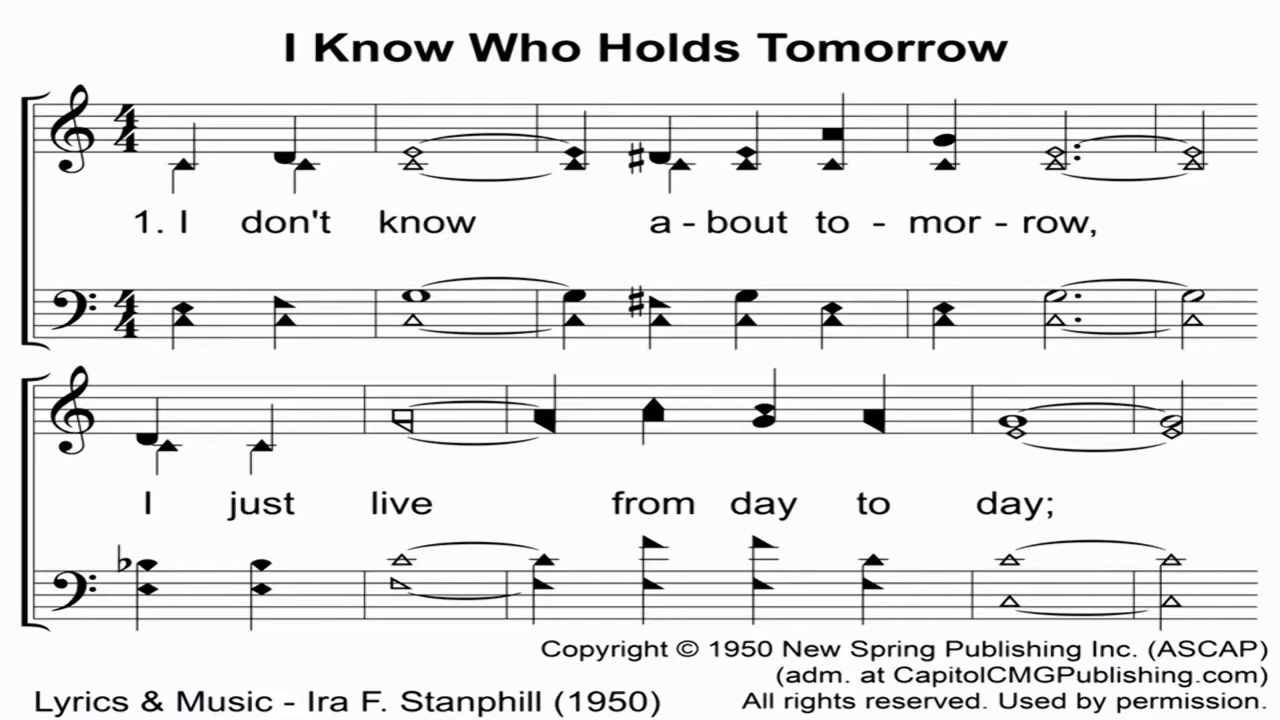 I Know Who Holds Tomorrow
1. I don't know a - bout to - mor - row,
I just live from day to day;
Copyright © 1950 New Spring Publishing Inc. (ASCAP)
(adm. at CapitolCMGPublishing.com)
Lyrics & Music - Ira F. Stanphill (1950) All rights reserved. Used by permission.